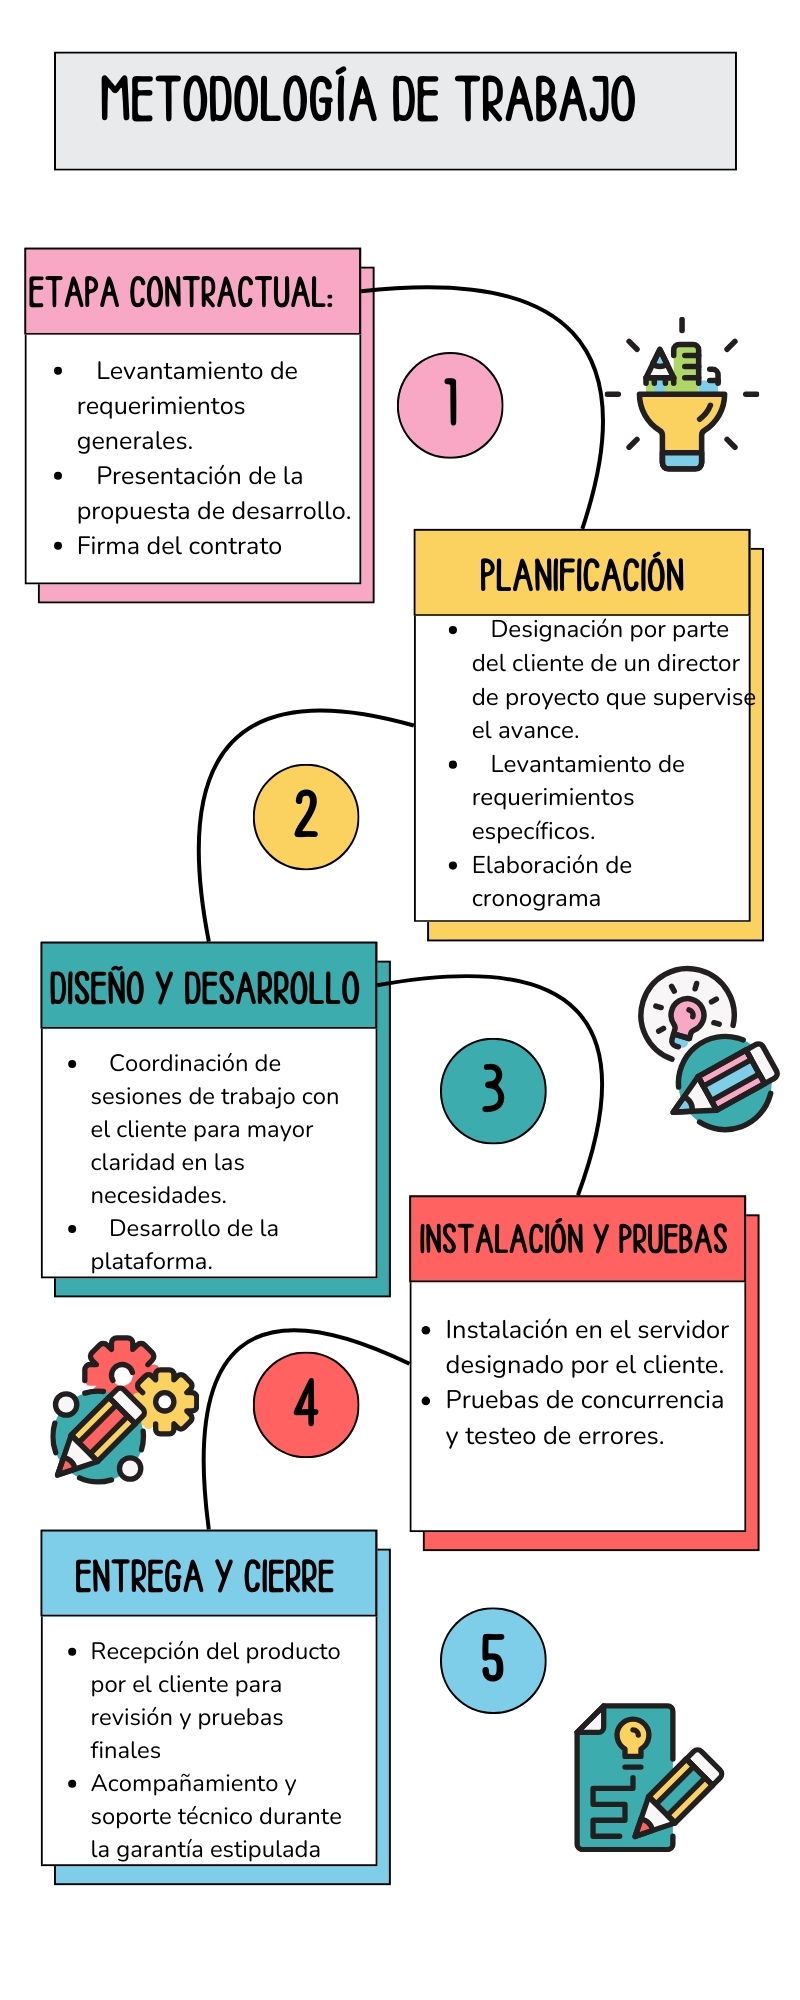 METODOLOGÍA DE TRABAJO
ETAPA CONTRACTUAL:
• Levantamiento de
requerimientos
generales.
• Presentación de la
propuesta de desarrollo.
• Firma del contrato
1
PLANIFICACIÓN
• Designación por parte
del cliente de un director
de proyecto que supervise
el avance.
• Levantamiento de
requerimientos
específicos.
• Elaboración de
cronograma
2
DISEÑO Y DESARROLLO
• Coordinación de
sesiones de trabajo con
el cliente para mayor
claridad en las
necesidades.
• Desarrollo de la
plataforma.
3
INSTALACIÓN Y PRUEBAS
• Instalación en el servidor
designado por el cliente.
• Pruebas de concurrencia
y testeo de errores.
4
ENTREGA Y CIERRE
• Recepción del producto
por el cliente para
revisión y pruebas
finales
• Acompañamiento y
soporte técnico durante
la garantía estipulada
5